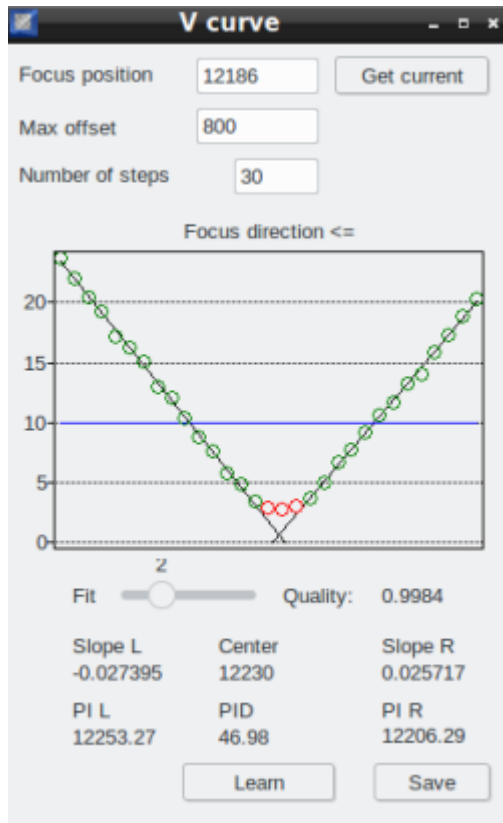 V curve
Focus position 12186 Get current
Max offset 800
Number of steps 30
Focus direction <=
20
15
10
5
0
2
Fit Quality: 0.9984
Slope L Center Slope R
-0.027395 12230 0.025717
PI L PID PI R
12253.27 46.98 12206.29
Learn Save